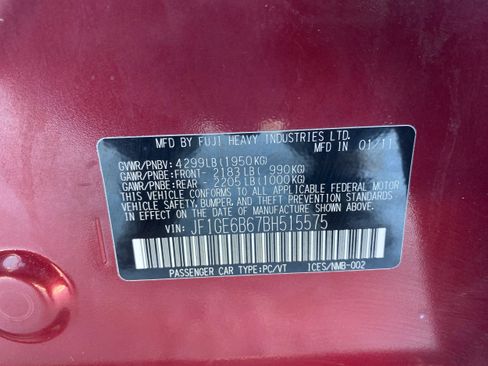 MFD BY FUJI HEAVY INDUSTRIES LTD.
MFD IN 01/11
GVWR/PNBV: 4299LB(1950KG)
GAWR/PNBE:FRONT- 2183LB( 990KG)
GAWR/PNBE:REAR - 2205LB(1000KG)
THIS VEHICLE CONFORMS TO ALL APPLICABLE FEDERAL MOTOR
VEHICLE SAFETY, BUMPER, AND THEFT PREVENTION STANDARDS
IN EFFECT ON THE DATE OF MANUFACTURE SHOWN ABOVE.
VIN: JF1GE6B67BH515575
PASSENGER CAR TYPE:PC/VT ICES/NMB-002